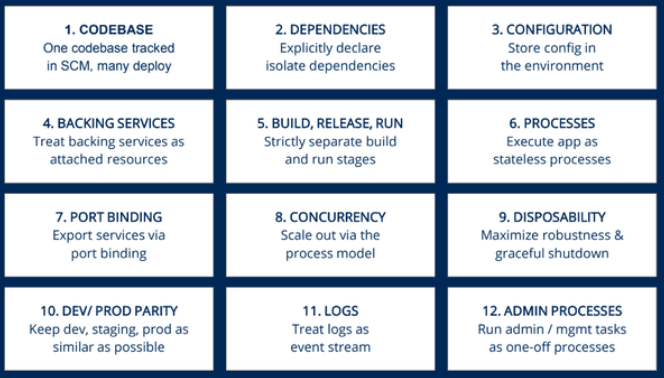 1. CODEBASE
One codebase tracked
in SCM, many deploy
2. DEPENDENCIES
Explicitly declare
isolate dependencies
3. CONFIGURATION
Store config in
the environment
4. BACKING SERVICES
Treat backing services as
attached resources
5. BUILD, RELEASE, RUN
Strictly separate build
and run stages
6. PROCESSES
Execute app as
stateless processes
7. PORT BINDING
Export services via
port binding
8. CONCURRENCY
Scale out via the
process model
9. DISPOSABILITY
Maximize robustness &
graceful shutdown
10. DEV/ PROD PARITY
Keep dev, staging, prod as
similar as possible
11. LOGS
Treat logs as
event stream
12. ADMIN PROCESSES
Run admin / mgmt tasks
as one-off processes